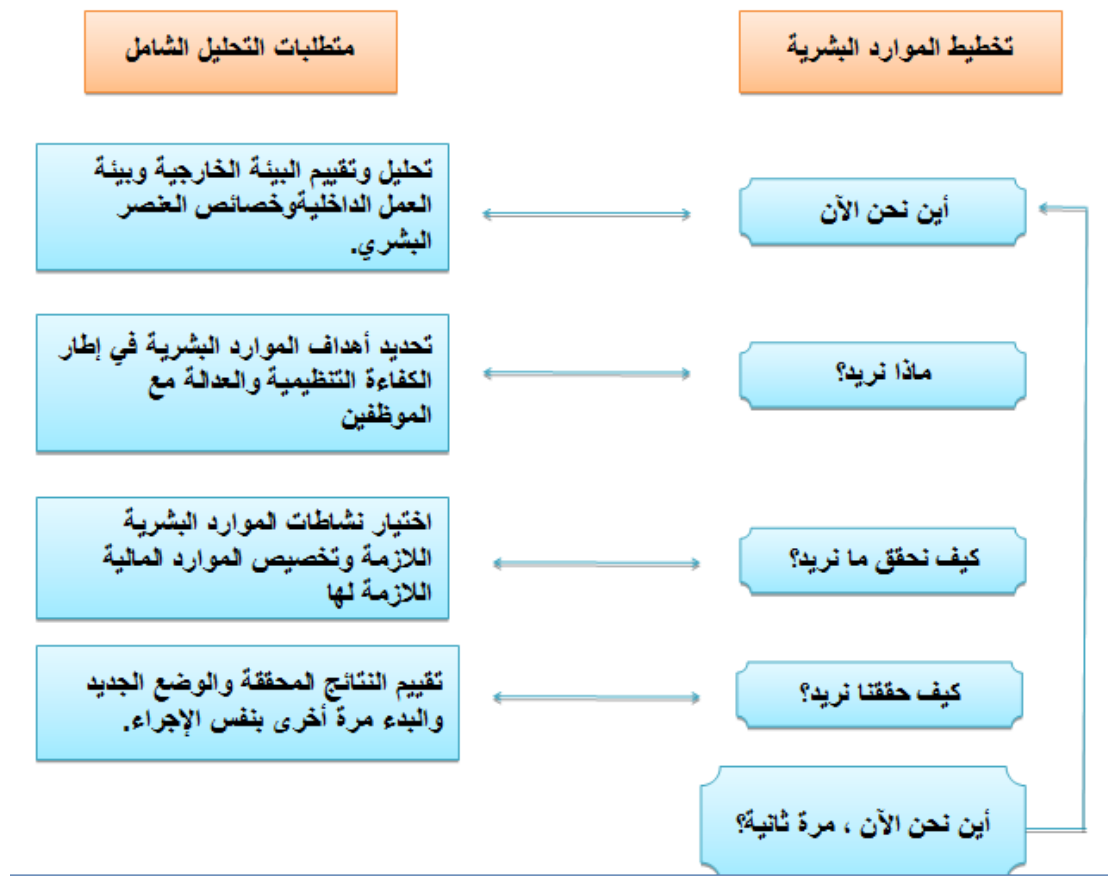 تخطيط الموارد البشرية
متطلبات التحليل الشامل
أين نحن الآن
تحليل وتقييم البيئة الخارجية وبيئة
العمل الداخليةوخصائص العنصر
البشري.
ماذا نريد؟
تحديد أهداف الموارد البشرية في إطار
الكفاءة التنظيمية والعدالة مع
الموظفين
كيف نحقق ما نريد؟
اختيار نشاطات الموارد البشرية
اللازمة وتخصيص الموارد المالية
اللازمة لها
كيف حققنا نريد؟
تقييم النتائج المحققة والوضع الجديد
والبدء مرة أخرى بنفس الإجراء.
أين نحن الآن ، مرة ثانية؟